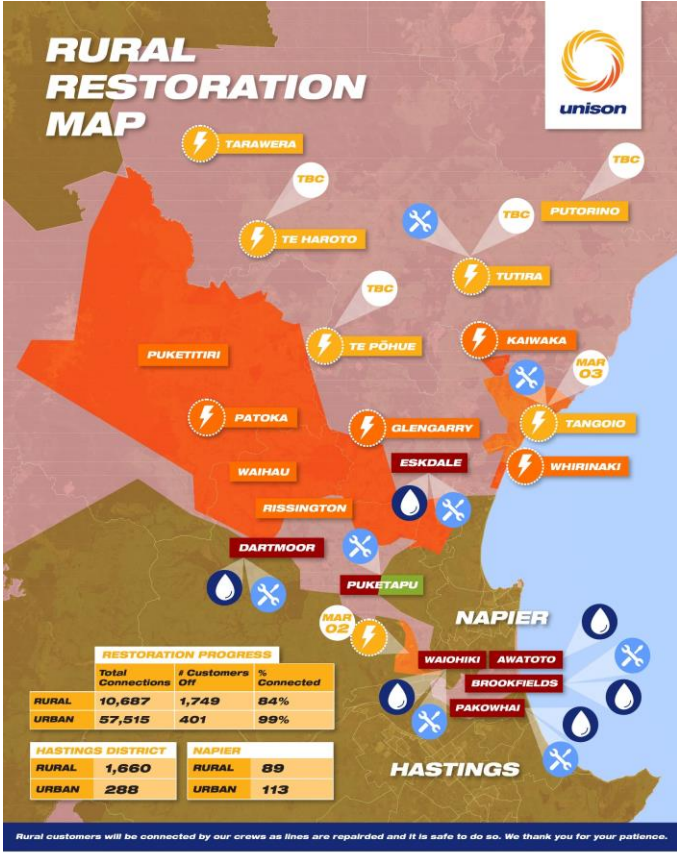 RURAL
RESTORATION
MAP
unison
TARAWERA
TBC
TBC
TE HAROTO
TBC
PUTORINO
TUTIRA
TBC
TE PŌHUE
KAIWAKA
PUKETITIRI
MAR
03
PATOKA
GLENGARRY
TANGOIO
ESKDALE
WHIRINAKI
WAIHAU
RISSINGTON
DARTMOOR
PUKETAPU
MAR
02
NAPIER
WAIOHIKI
AWATOTO
BROOKFIELDS
PAKOWHAI
HASTINGS
RESTORATION PROGRESS
Total Connections # Customers Off % Connected
RURAL 10,687 1,749 84%
URBAN 57,515 401 99%
HASTINGS DISTRICT
RURAL 1,660
URBAN 288
NAPIER
RURAL 89
URBAN 113
Rural customers will be connected by our crews as lines are repairded and it is safe to do so. We thank you for your patience.